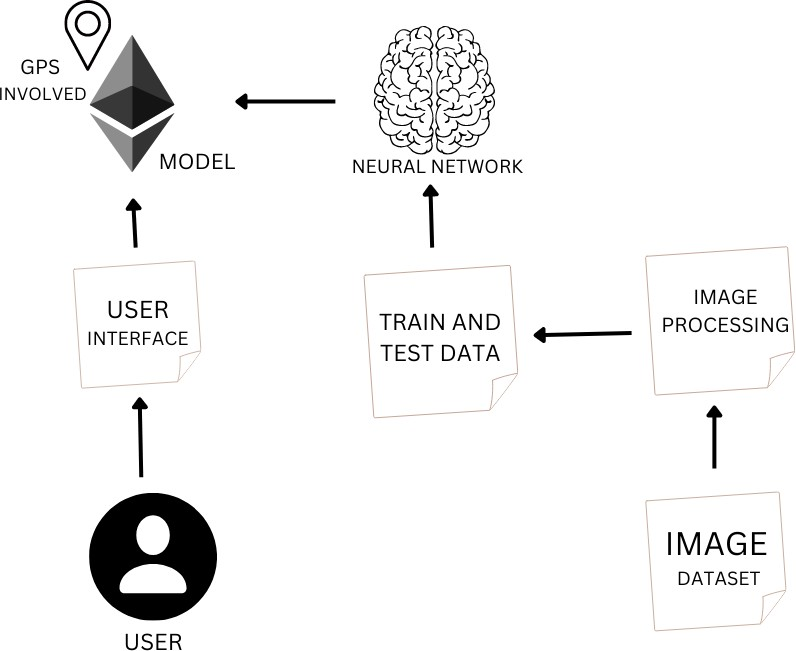 GPS
INVOLVED
MODEL
NEURAL NETWORK
USER
INTERFACE
TRAIN AND
TEST DATA
IMAGE
PROCESSING
IMAGE
DATASET
USER